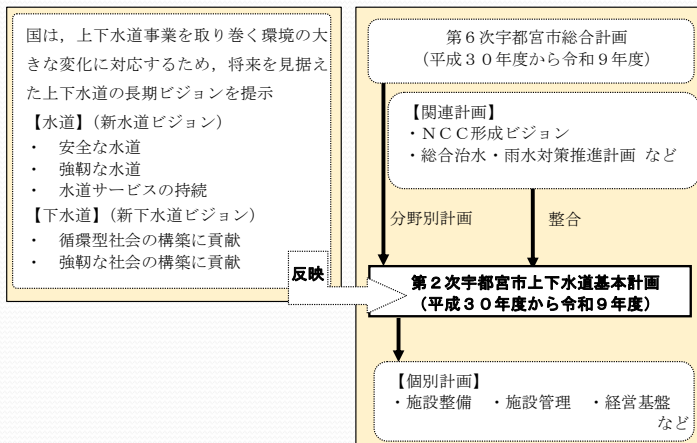 国は，上下水道事業を取り巻く環境の大
きな変化に対応するため，将来を見据え
た上下水道の長期ビジョンを提示
【水道】（新水道ビジョン）
・ 安全な水道
・ 強靭な水道
・ 水道サービスの持続
【下水道】（新下水道ビジョン）
・ 循環型社会の構築に貢献
・ 強靭な社会の構築に貢献
反映
第６次宇都宮市総合計画
（平成３０年度から令和９年度）
【関連計画】
・ＮＣＣ形成ビジョン
・総合治水・雨水対策推進計画 など
分野別計画
整合
第２次宇都宮市上下水道基本計画
（平成３０年度から令和９年度）
【個別計画】
・施設整備 ・施設管理 ・経営基盤
など